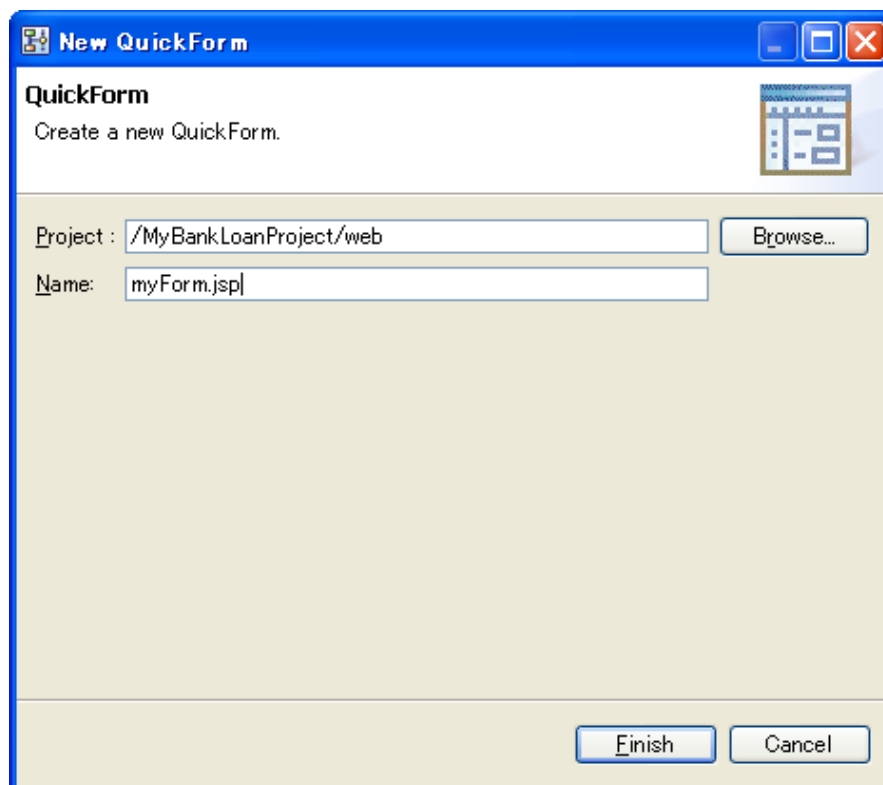 New QuickForm
QuickForm
Create a new QuickForm.
Project : /MyBankLoanProject/web Browse...
Name: myForm.jsp
Finish Cancel